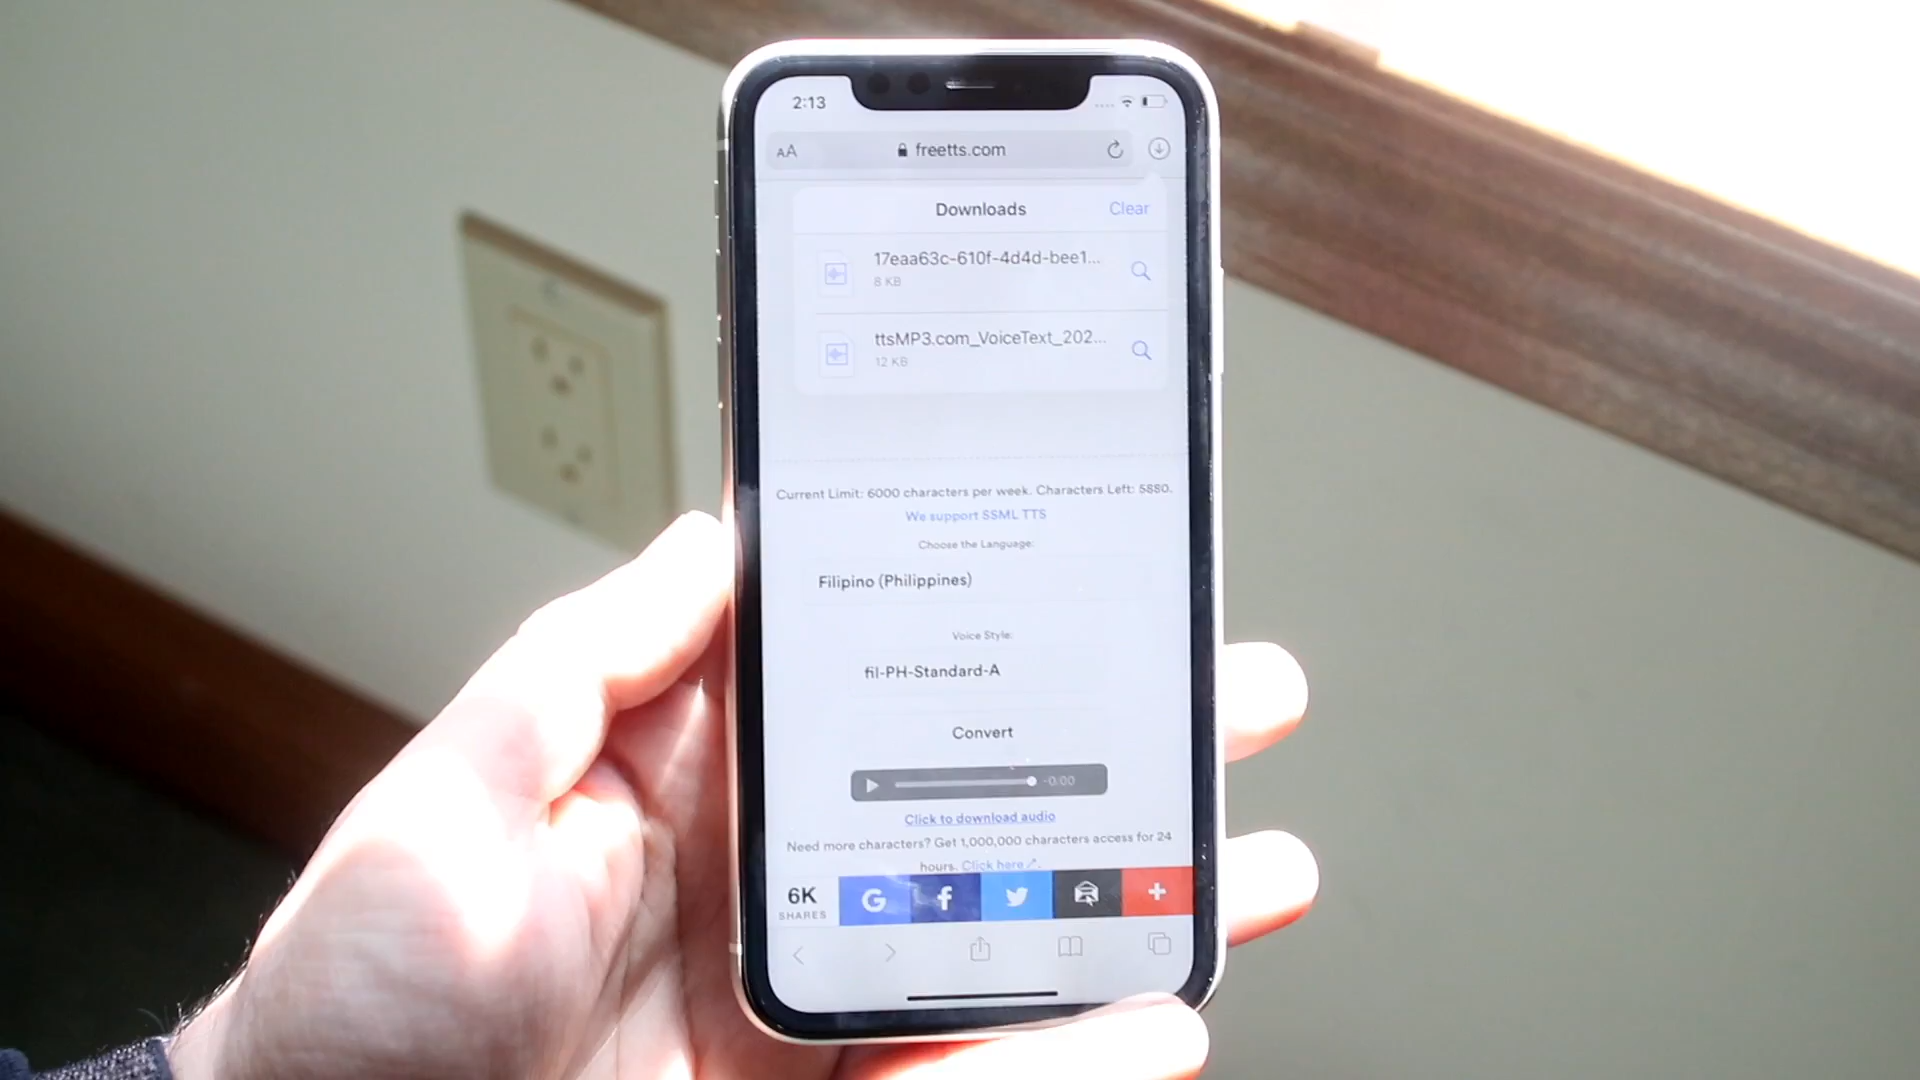 2:13
AA freetts.com
Downloads Clear
17eaa63c-610f-4d4d-bee1...
8 KB
ttsMP3.com_VoiceText_202...
12 KB
Current Limit: 6000 characters per week. Characters Left: 5880.
We support SSML TTS
Choose the Language:
Filipino (Philippines)
Voice Style:
fil-PH-Standard-A
Convert
-0:00
Click to download audio
Need more characters? Get 1,000,000 characters access for 24
hours. Click here.
6K
SHARES
G f +